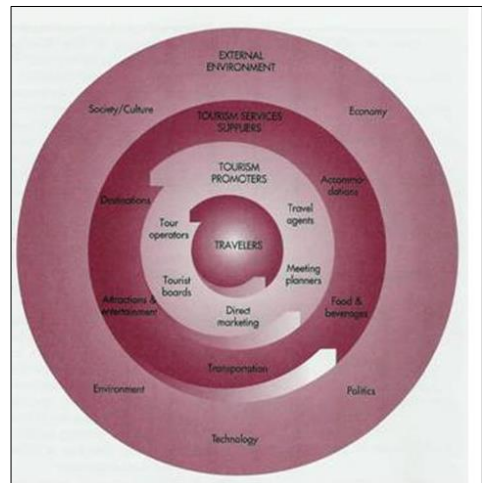 EXTERNAL
ENVIRONMENT
Society/Culture
Economy
TOURISM SERVICES
SUPPLIERS
TOURISM
PROMOTERS
Accommo-
dations
Destinations
Travel
agents
Tour
operators
TRAVELERS
Meeting
planners
Tourist
boards
Attractions &
entertainment
Food &
beverages
Direct
marketing
Transportation
Environment
Politics
Technology